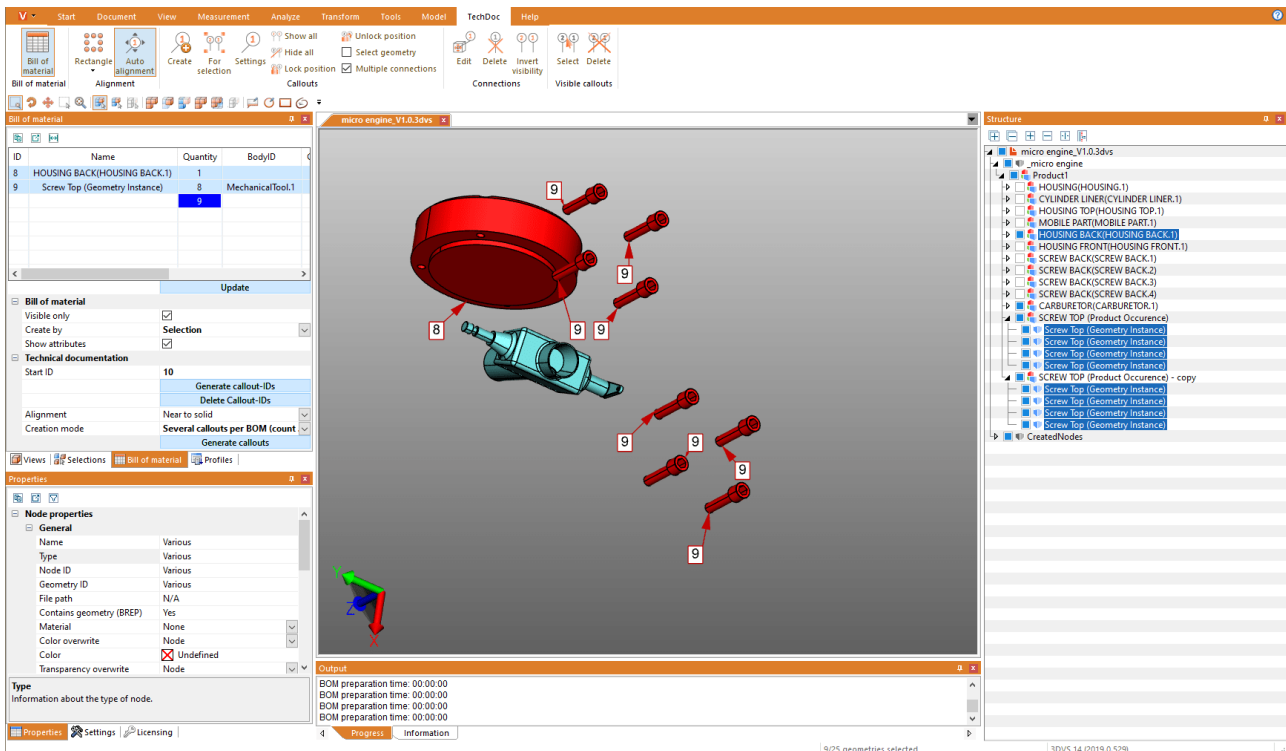 Start Document View Measurement Analyze Transform Tools Model TechDoc Help
Bill of material
Rectangle
Auto alignment
Create
For selection
Settings
Show all
Hide all
Lock position
Unlock position
Select geometry
Multiple connections
Edit
Delete
Invert visibility
Select
Delete
Bill of material Alignment Callouts Connections Visible callouts
Bill of material
ID Name Quantity BodyID
8 HOUSING BACK(HOUSING BACK.1) 1
9 Screw Top (Geometry Instance) 8 MechanicalTool.1
9
Update
Bill of material
Visible only
Create by Selection
Show attributes
Technical documentation
Start ID 10
Generate callout-IDs
Delete Callout-IDs
Alignment Near to solid
Creation mode Several callouts per BOM (count
Generate callouts
Views Selections Bill of material Profiles
Properties
Node properties
General
Name Various
Type Various
Node ID Various
Geometry ID Various
File path N/A
Contains geometry (BREP) Yes
Material None
Color overwrite Node
Color Undefined
Transparency overwrite Node
Type
Information about the type of node.
Properties Settings Licensing
micro engine_V1.0.3dvs
9
9
9
8
9
9
9
9
9
9
Y
Z
X
Output
BOM preparation time: 00:00:00
BOM preparation time: 00:00:00
BOM preparation time: 00:00:00
BOM preparation time: 00:00:00
Progress Information
Structure
micro engine_V1.0.3dvs
_micro engine
Product1
HOUSING(HOUSING.1)
CYLINDER LINER(CYLINDER LINER.1)
HOUSING TOP(HOUSING TOP.1)
MOBILE PART(MOBILE PART.1)
HOUSING BACK(HOUSING BACK.1)
HOUSING FRONT(HOUSING FRONT.1)
SCREW BACK(SCREW BACK.1)
SCREW BACK(SCREW BACK.2)
SCREW BACK(SCREW BACK.3)
SCREW BACK(SCREW BACK.4)
CARBURETOR(CARBURETOR.1)
SCREW TOP (Product Occurence)
Screw Top (Geometry Instance)
Screw Top (Geometry Instance)
Screw Top (Geometry Instance)
Screw Top (Geometry Instance)
SCREW TOP (Product Occurence) - copy
Screw Top (Geometry Instance)
Screw Top (Geometry Instance)
Screw Top (Geometry Instance)
Screw Top (Geometry Instance)
CreatedNodes
9/25 geometries selected
3DVS 14 (2019.0.529)